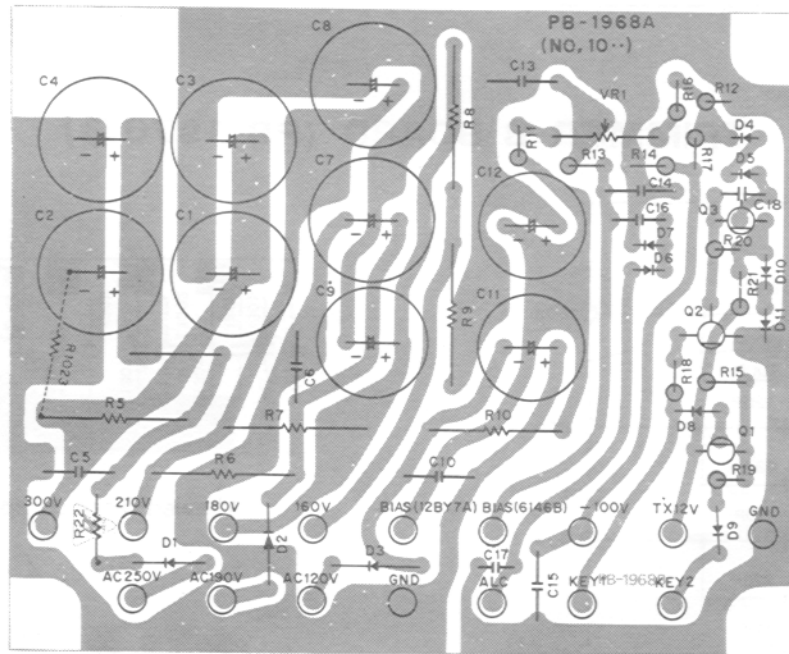 PB-1968A
(NO, 10··)
C8
C4
C3
C13
VR1
R16
R12
R8
R11
R13
R14
R17
D4
D5
C7
C12
C14
C18
C2
C1
C16
Q3
D7
R20
D6
D10
R21
C9
C11
R9
Q2
D11
R1023
C6
R18
R15
R5
R7
R10
D8
Q1
C5
R6
C10
R19
300V
210V
180V
160V
BIAS(12BY7A)
BIAS(6146B)
-100V
TX12V
GND
R22
D1
D2
D3
C17
D9
AC250V
AC190V
AC120V
GND
ALC
C15
KEY1
PB-1968B
KEY2
- +
- +
- +
- +
- +
- +
- +
- +
- +